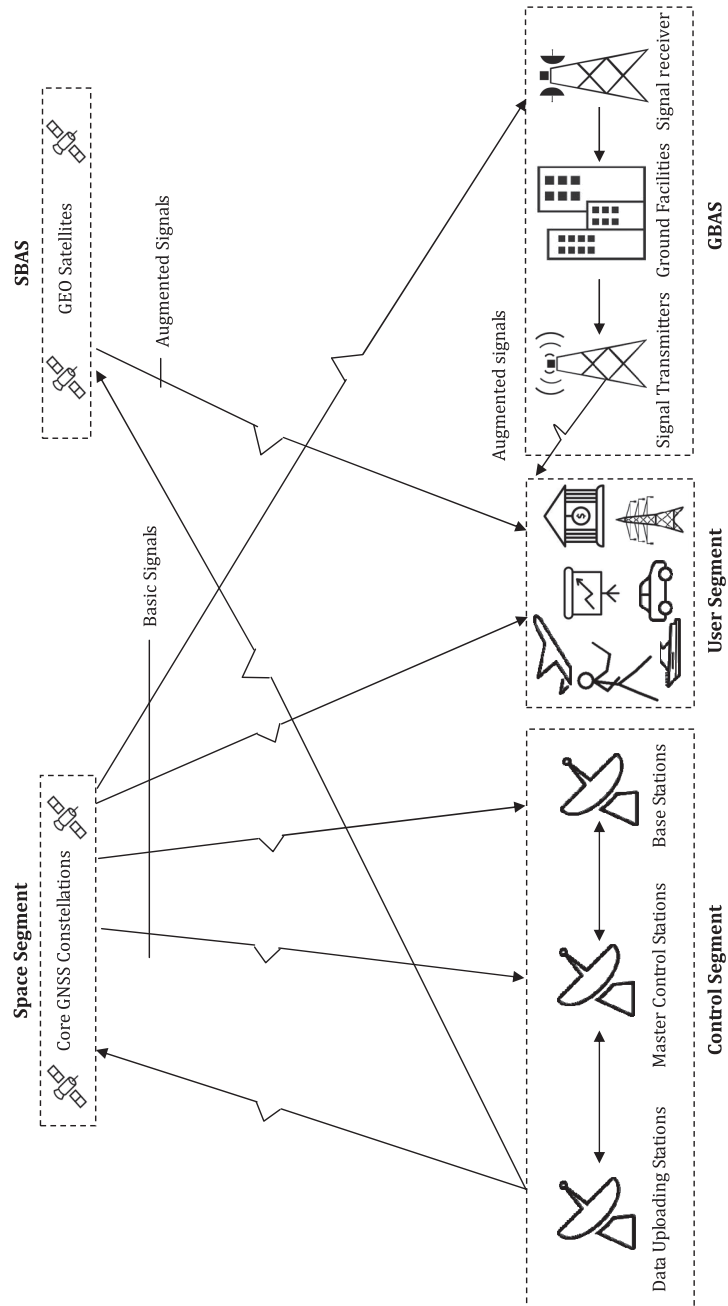 Space Segment
SBAS
Core GNSS Constellations
GEO Satellites
Basic Signals
Augmented Signals
Augmented signals
$
Data Uploading Stations
Master Control Stations
Base Stations
Signal Transmitters
Ground Facilities
Signal receiver
Control Segment
User Segment
GBAS